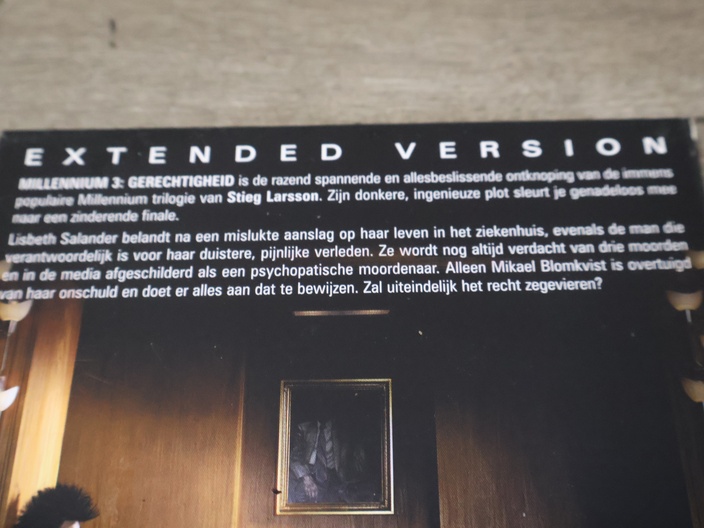 EXTENDED VERSION
MILLENNIUM 3: GERECHTIGHEID is de razend spannende en allesbeslissende ontknoping van de immens
populaire Millennium trilogie van Stieg Larsson. Zijn donkere, ingenieuze plot sleurt je genadeloos mee
naar een zinderende finale.
Lisbeth Salander belandt na een mislukte aanslag op haar leven in het ziekenhuis, evenals de man die
verantwoordelijk is voor haar duistere, pijnlijke verleden. Ze wordt nog altijd verdacht van drie moorden
en in de media afgeschilderd als een psychopatische moordenaar. Alleen Mikael Blomkvist is overtuigd
van haar onschuld en doet er alles aan dat te bewijzen. Zal uiteindelijk het recht zegevieren?